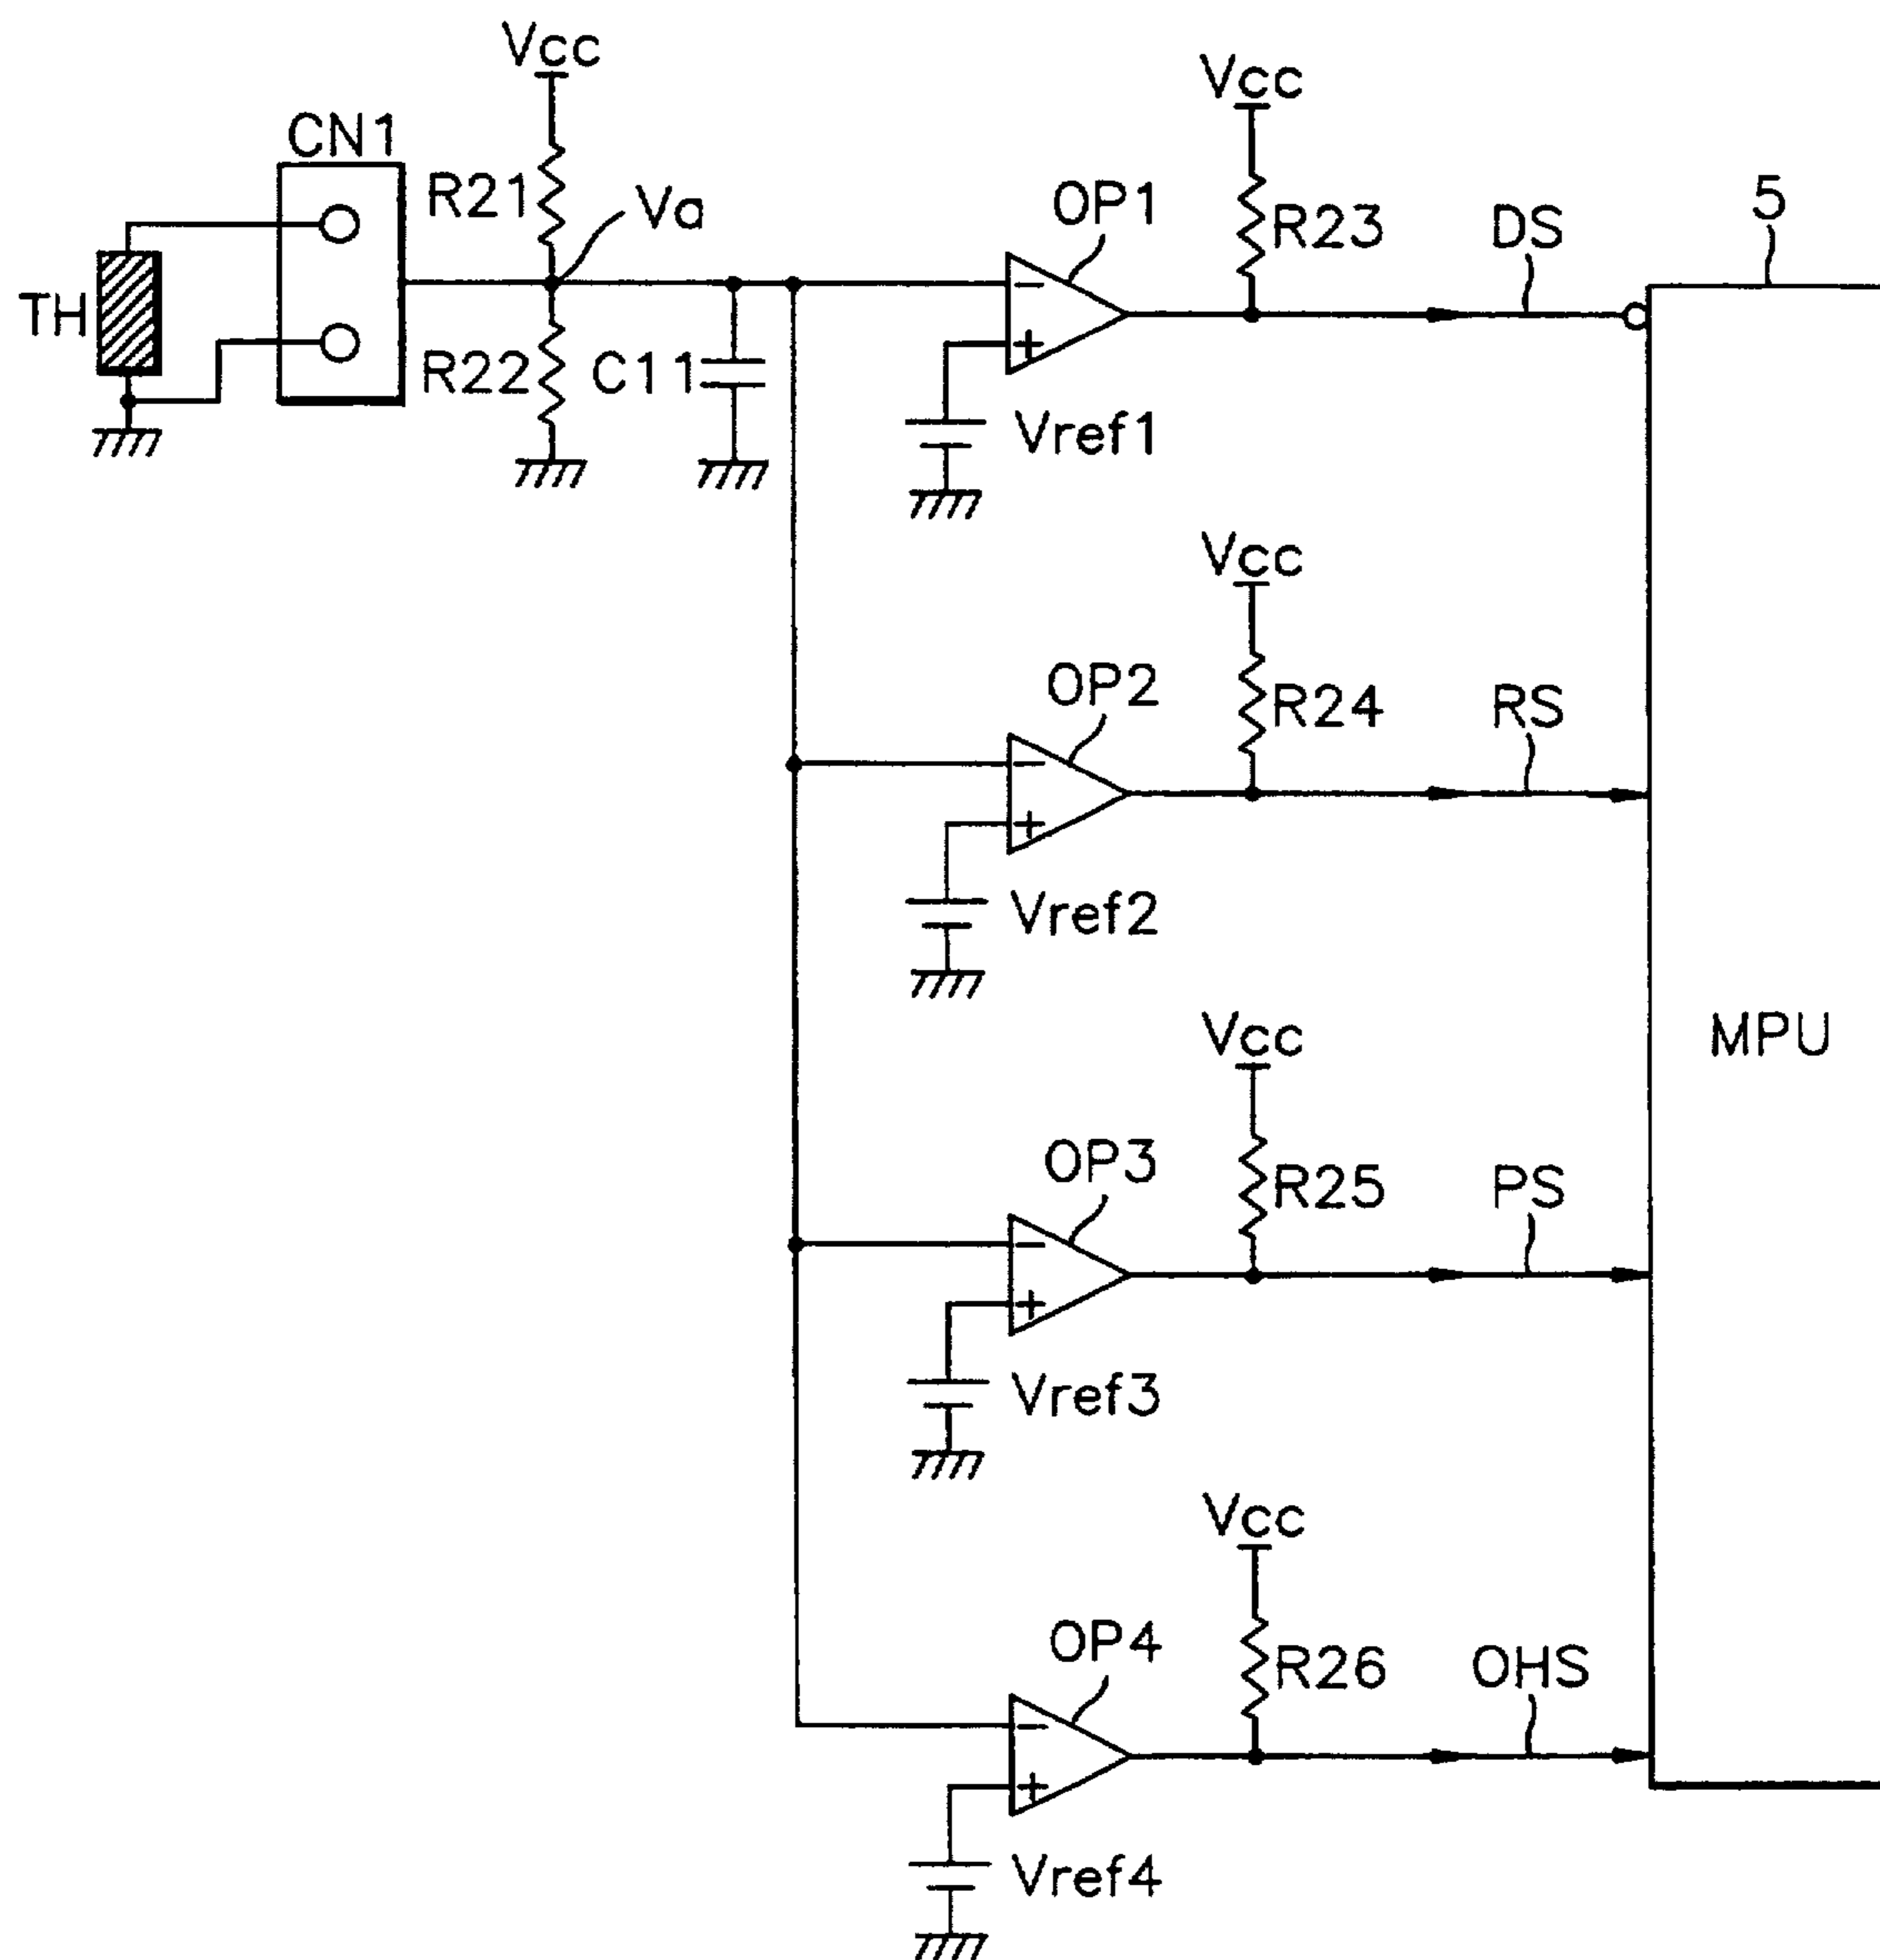 Vcc
CN1
R21
Va
TH
R22
C11
Vcc
OP1
R23
DS
5
−
+
Vref1
Vcc
OP2
R24
RS
−
+
Vref2
MPU
Vcc
OP3
R25
PS
−
+
Vref3
Vcc
OP4
R26
OHS
−
+
Vref4